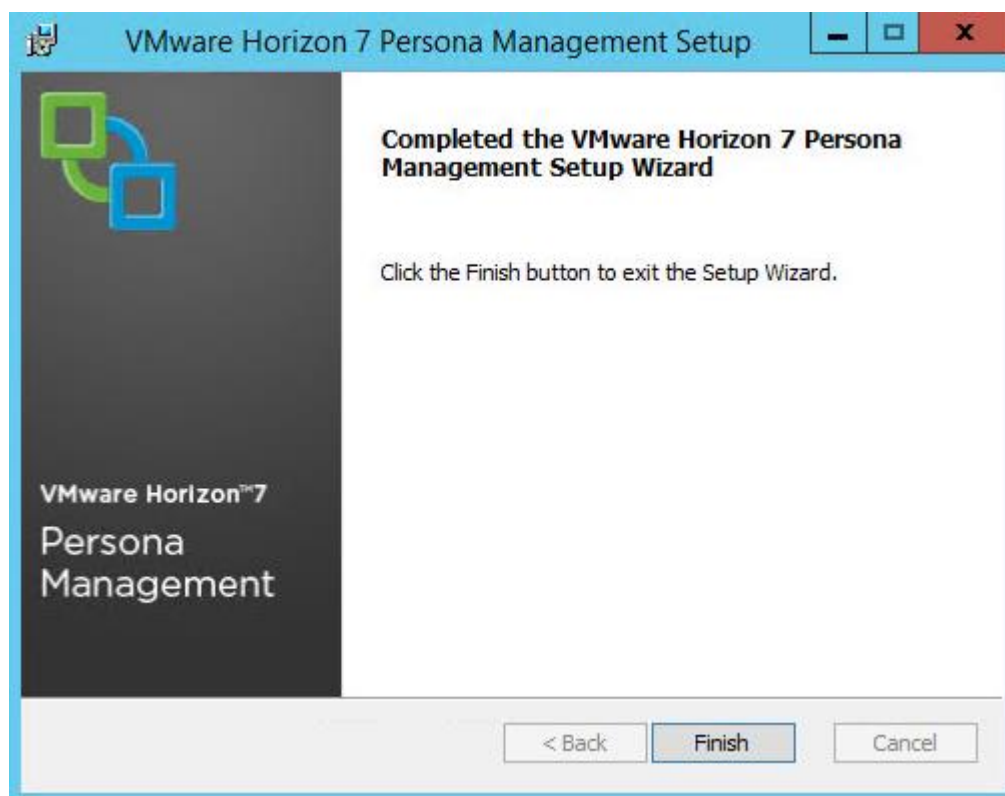 VMware Horizon 7 Persona Management Setup
Completed the VMware Horizon 7 Persona
Management Setup Wizard
Click the Finish button to exit the Setup Wizard.
VMware Horizon™7
Persona
Management
< Back
Finish
Cancel